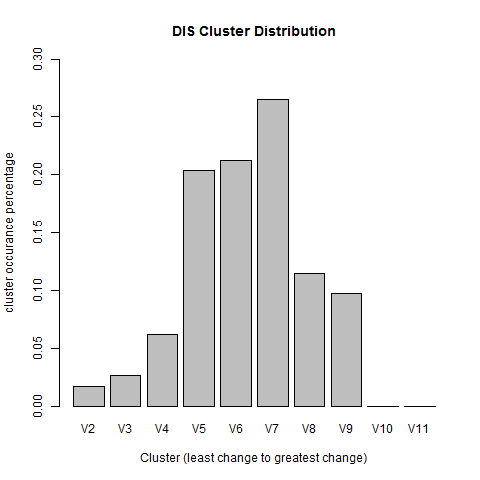 DIS Cluster Distribution
cluster occurance percentage
0.30
0.25
0.20
0.15
0.10
0.05
0.00
V2 V3 V4 V5 V6 V7 V8 V9 V10 V11
Cluster (least change to greatest change)